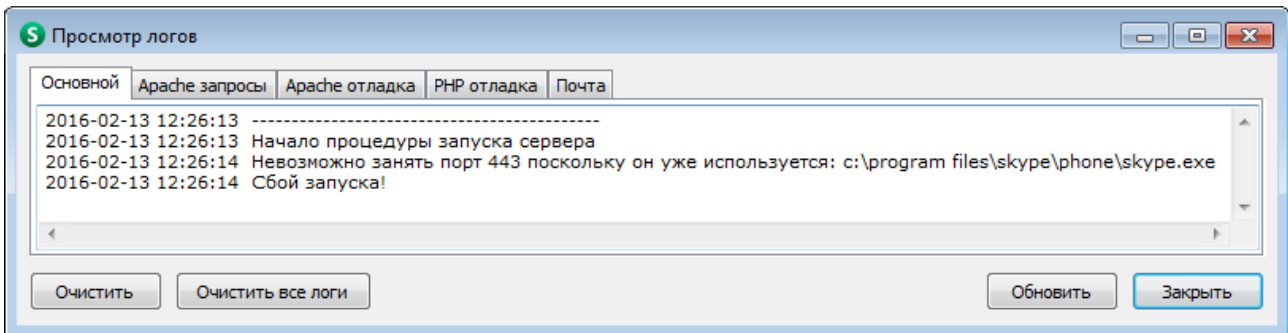 S Просмотр логов
Основной Apache запросы Apache отладка PHP отладка Почта
2016-02-13 12:26:13 --------------------------------------------
2016-02-13 12:26:13 Начало процедуры запуска сервера
2016-02-13 12:26:14 Невозможно занять порт 443 поскольку он уже используется: c:\program files\skype\phone\skype.exe
2016-02-13 12:26:14 Сбой запуска!
Очистить Очистить все логи Обновить Закрыть